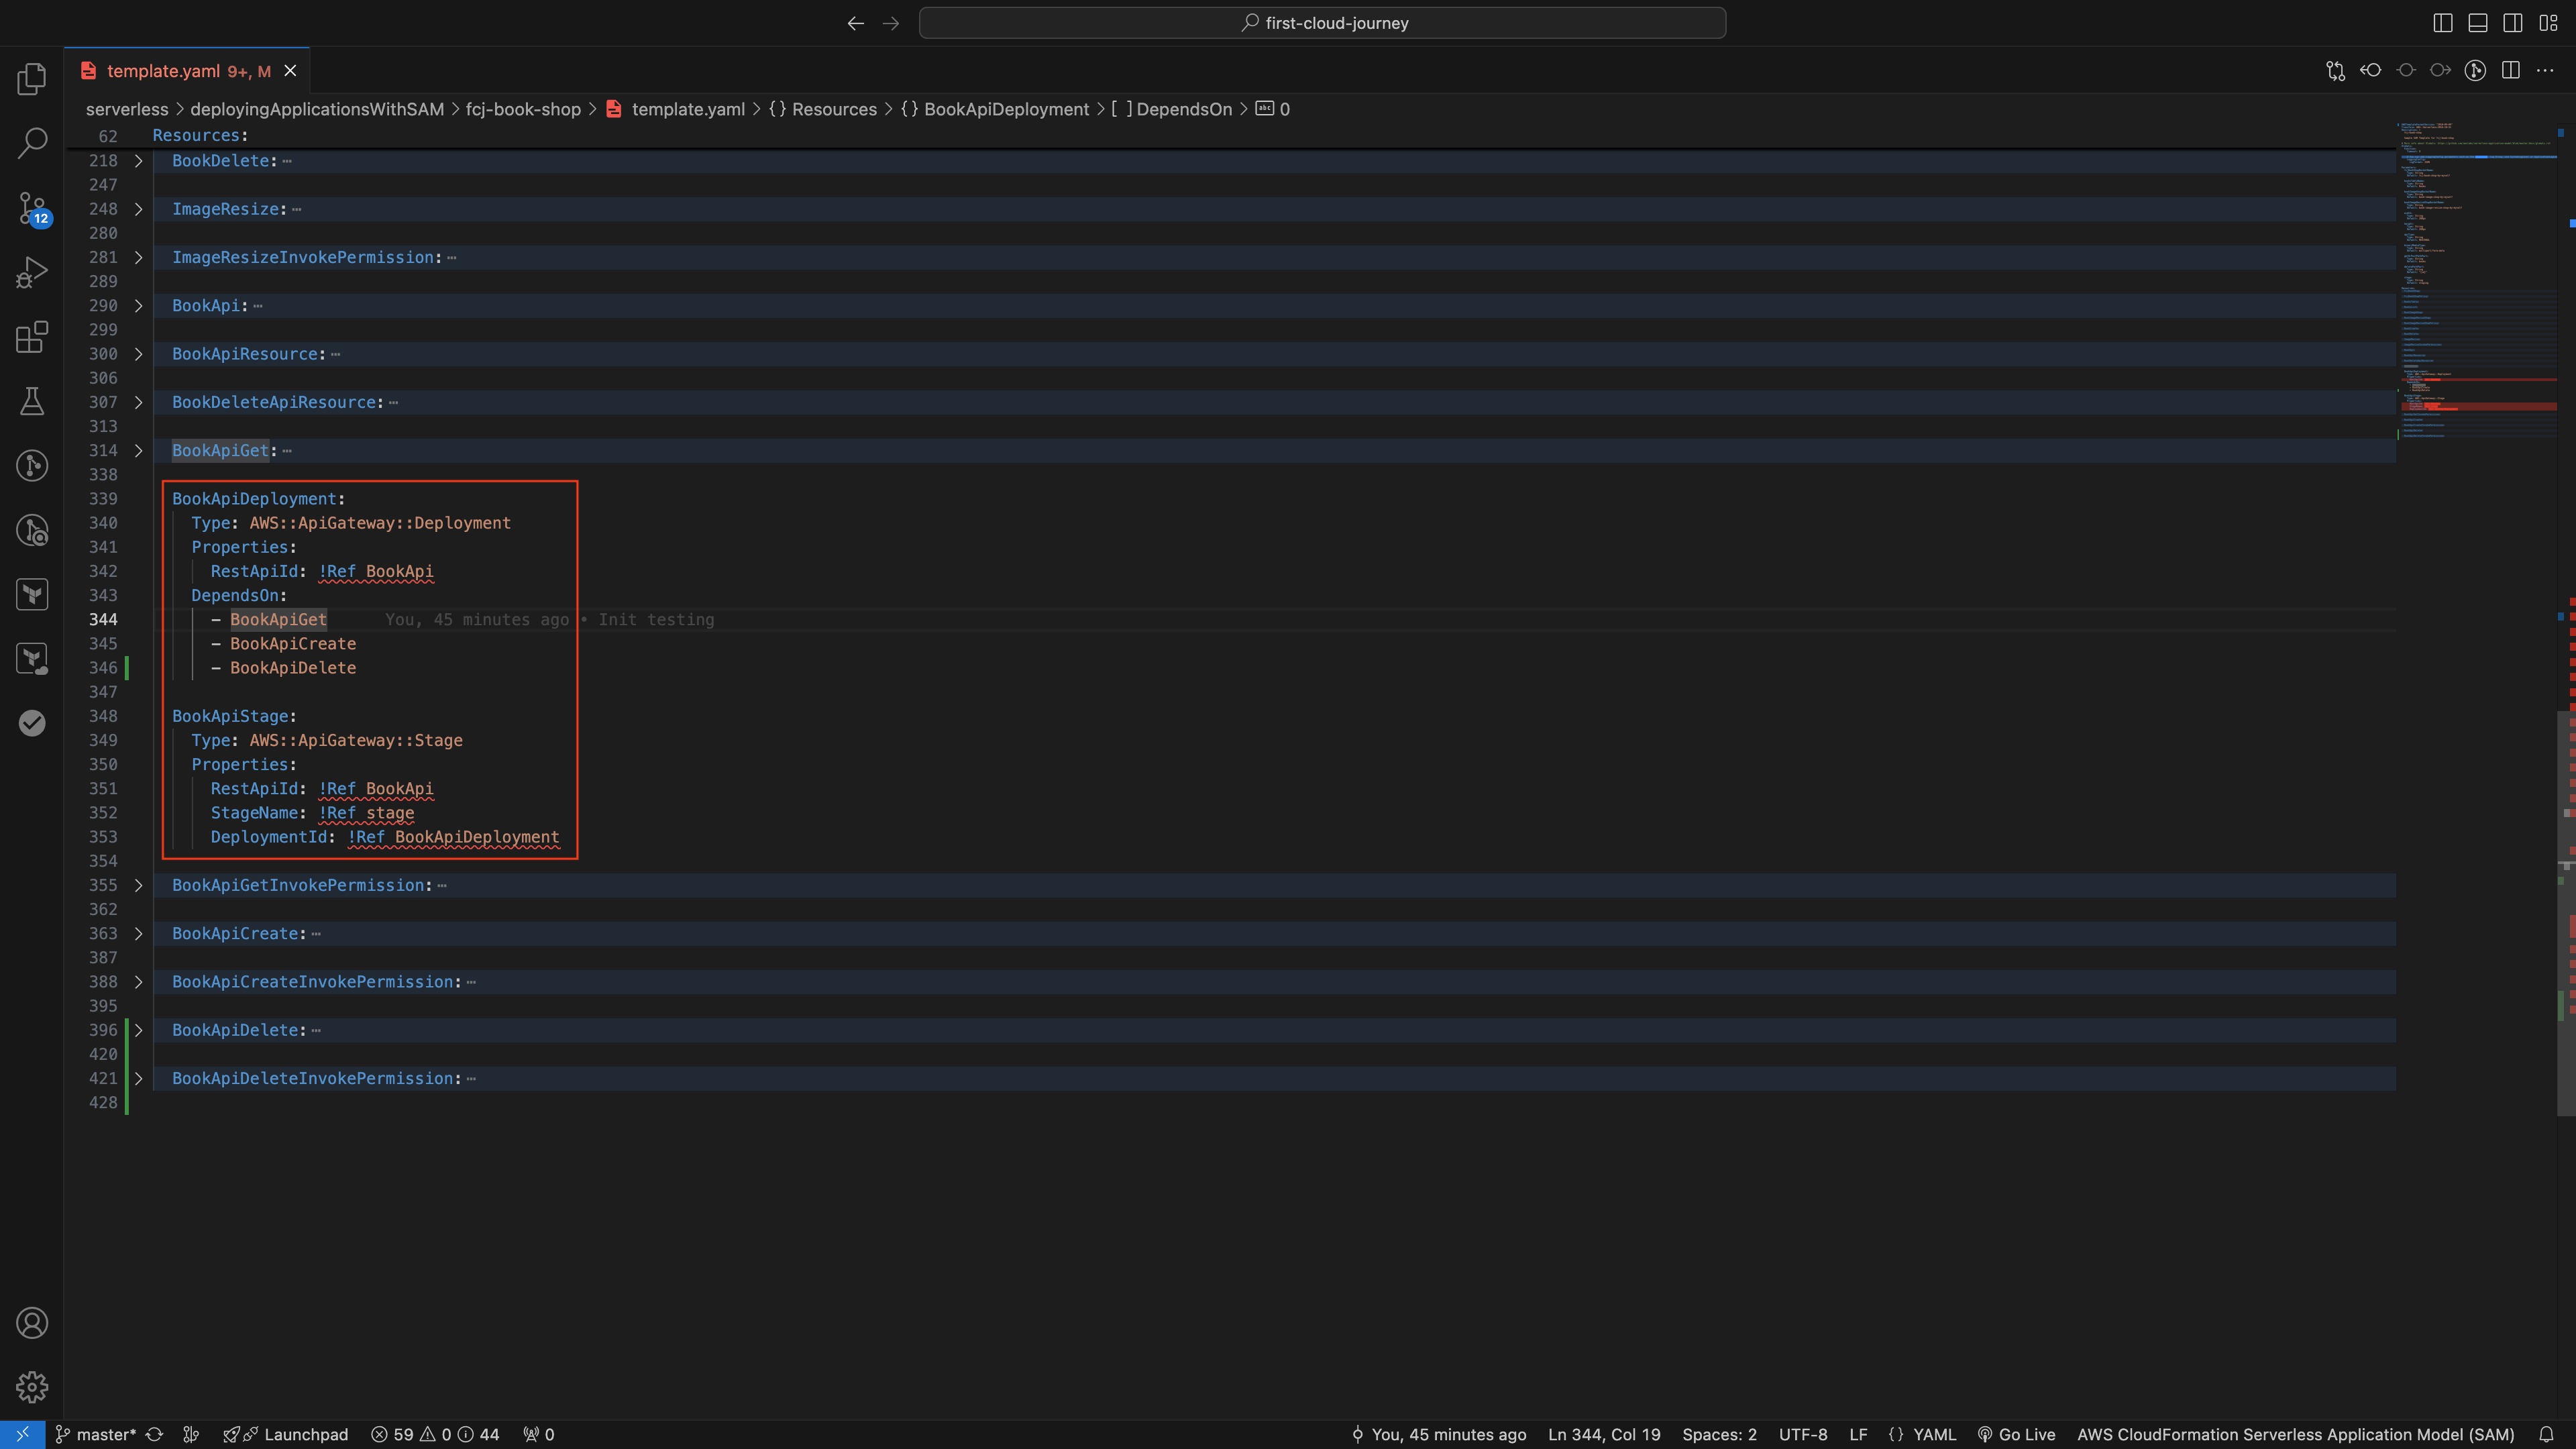 first-cloud-journey
template.yaml 9+, M
serverless > deployingApplicationsWithSAM > fcj-book-shop > template.yaml > {} Resources > {} BookApiDeployment > [ ] DependsOn > abc 0
62 Resources:
218 BookDelete: ···
247
248 ImageResize: ···
280
281 ImageResizeInvokePermission: ···
289
290 BookApi: ···
299
300 BookApiResource: ···
306
307 BookDeleteApiResource: ···
313
314 BookApiGet: ···
338
339 BookApiDeployment:
340 Type: AWS::ApiGateway::Deployment
341 Properties:
342 RestApiId: !Ref BookApi
343 DependsOn:
344 - BookApiGet You, 45 minutes ago • Init testing
345 - BookApiCreate
346 - BookApiDelete
347
348 BookApiStage:
349 Type: AWS::ApiGateway::Stage
350 Properties:
351 RestApiId: !Ref BookApi
352 StageName: !Ref stage
353 DeploymentId: !Ref BookApiDeployment
354
355 BookApiGetInvokePermission: ···
362
363 BookApiCreate: ···
387
388 BookApiCreateInvokePermission: ···
395
396 BookApiDelete: ···
420
421 BookApiDeleteInvokePermission: ···
428
12
master* Launchpad 59 0 44 0 You, 45 minutes ago Ln 344, Col 19 Spaces: 2 UTF-8 LF {} YAML Go Live AWS CloudFormation Serverless Application Model (SAM)